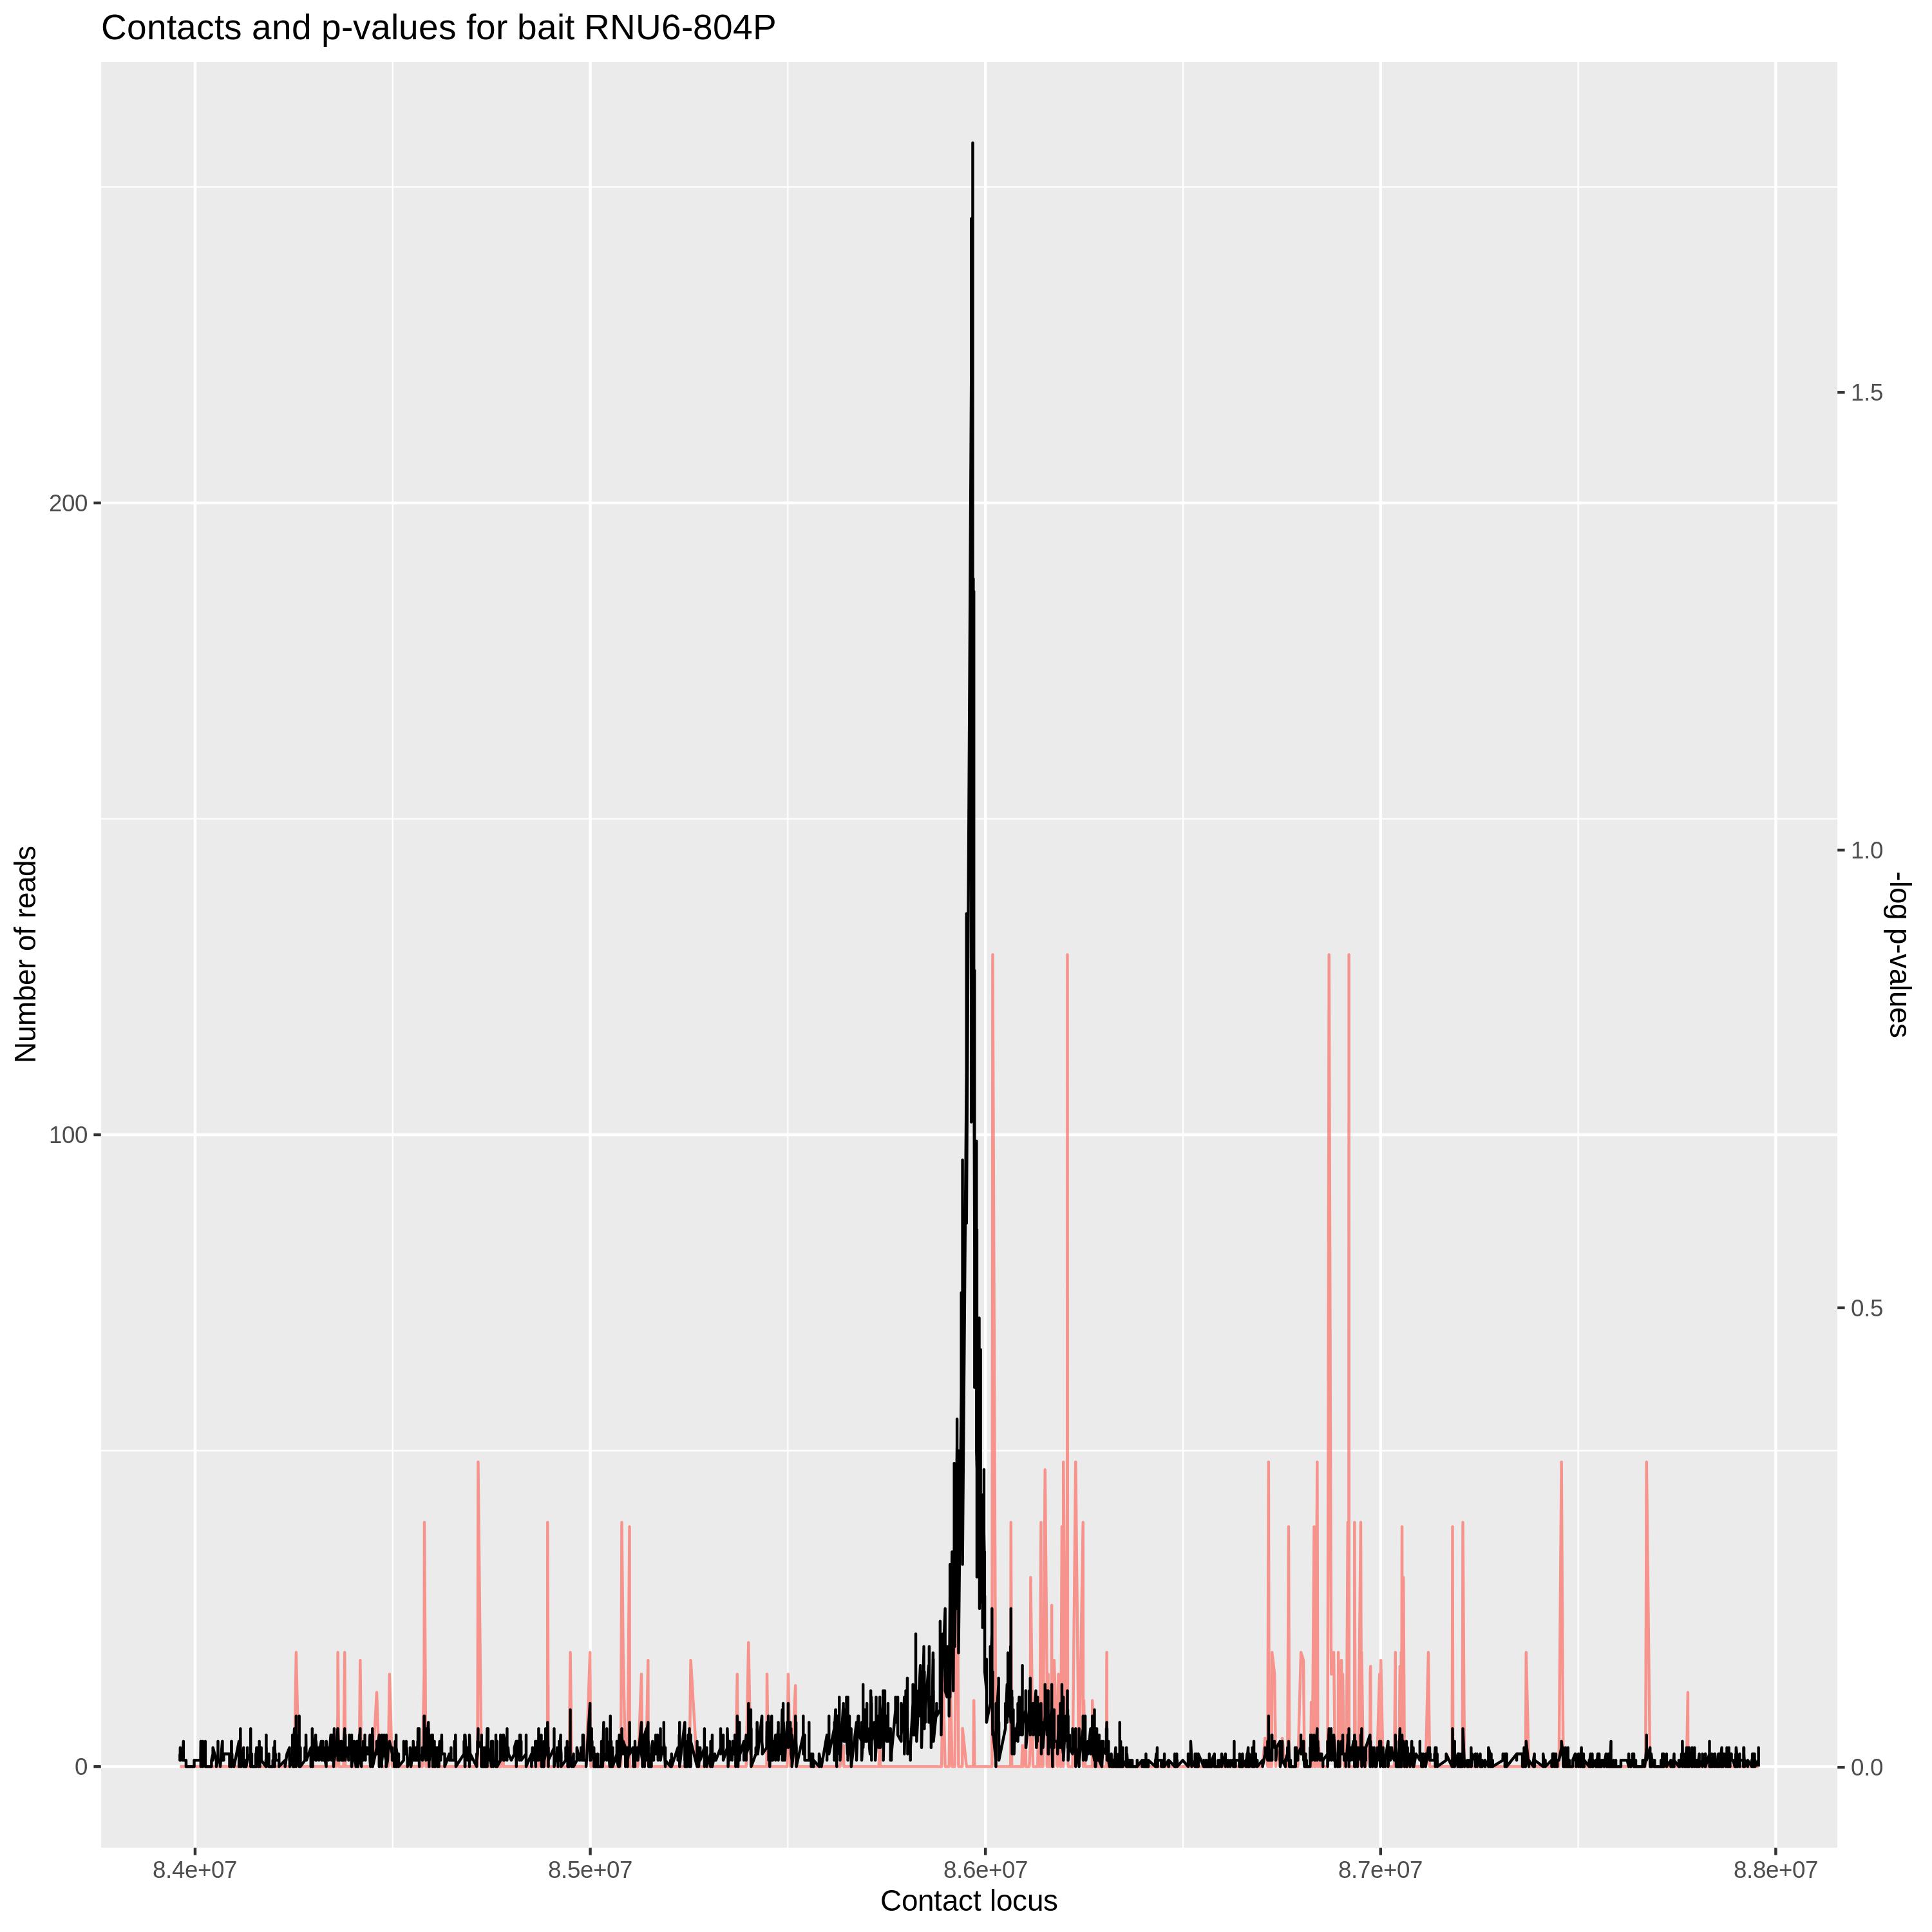 Contacts and p-values for bait RNU6-804P
Number of reads
200
100
0
1.5
1.0
0.5
0.0
-log p-values
8.4e+07 8.5e+07 8.6e+07 8.7e+07 8.8e+07
Contact locus